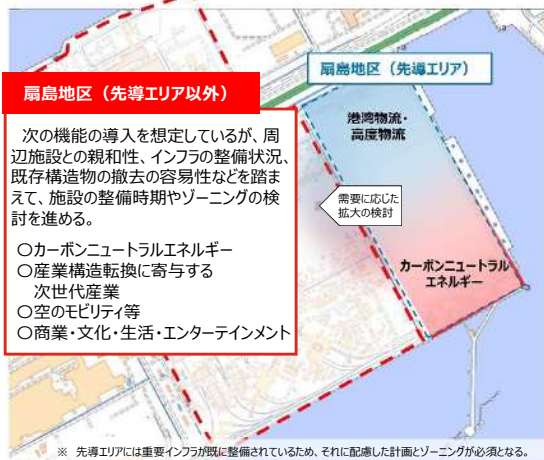 扇島地区（先導エリア）
扇島地区（先導エリア以外）
次の機能の導入を想定しているが、周
辺施設との親和性、インフラの整備状況、
既存構造物の撤去の容易性などを踏ま
えて、施設の整備時期やゾーニングの検
討を進める。
〇カーボンニュートラルエネルギー
〇産業構造転換に寄与する
次世代産業
〇空のモビリティ等
〇商業・文化・生活・エンターテインメント
港湾物流・
高度物流
需要に応じた
拡大の検討
カーボンニュートラル
エネルギー
※ 先導エリアには重要インフラが既に整備されているため、それに配慮した計画とゾーニングが必須となる。